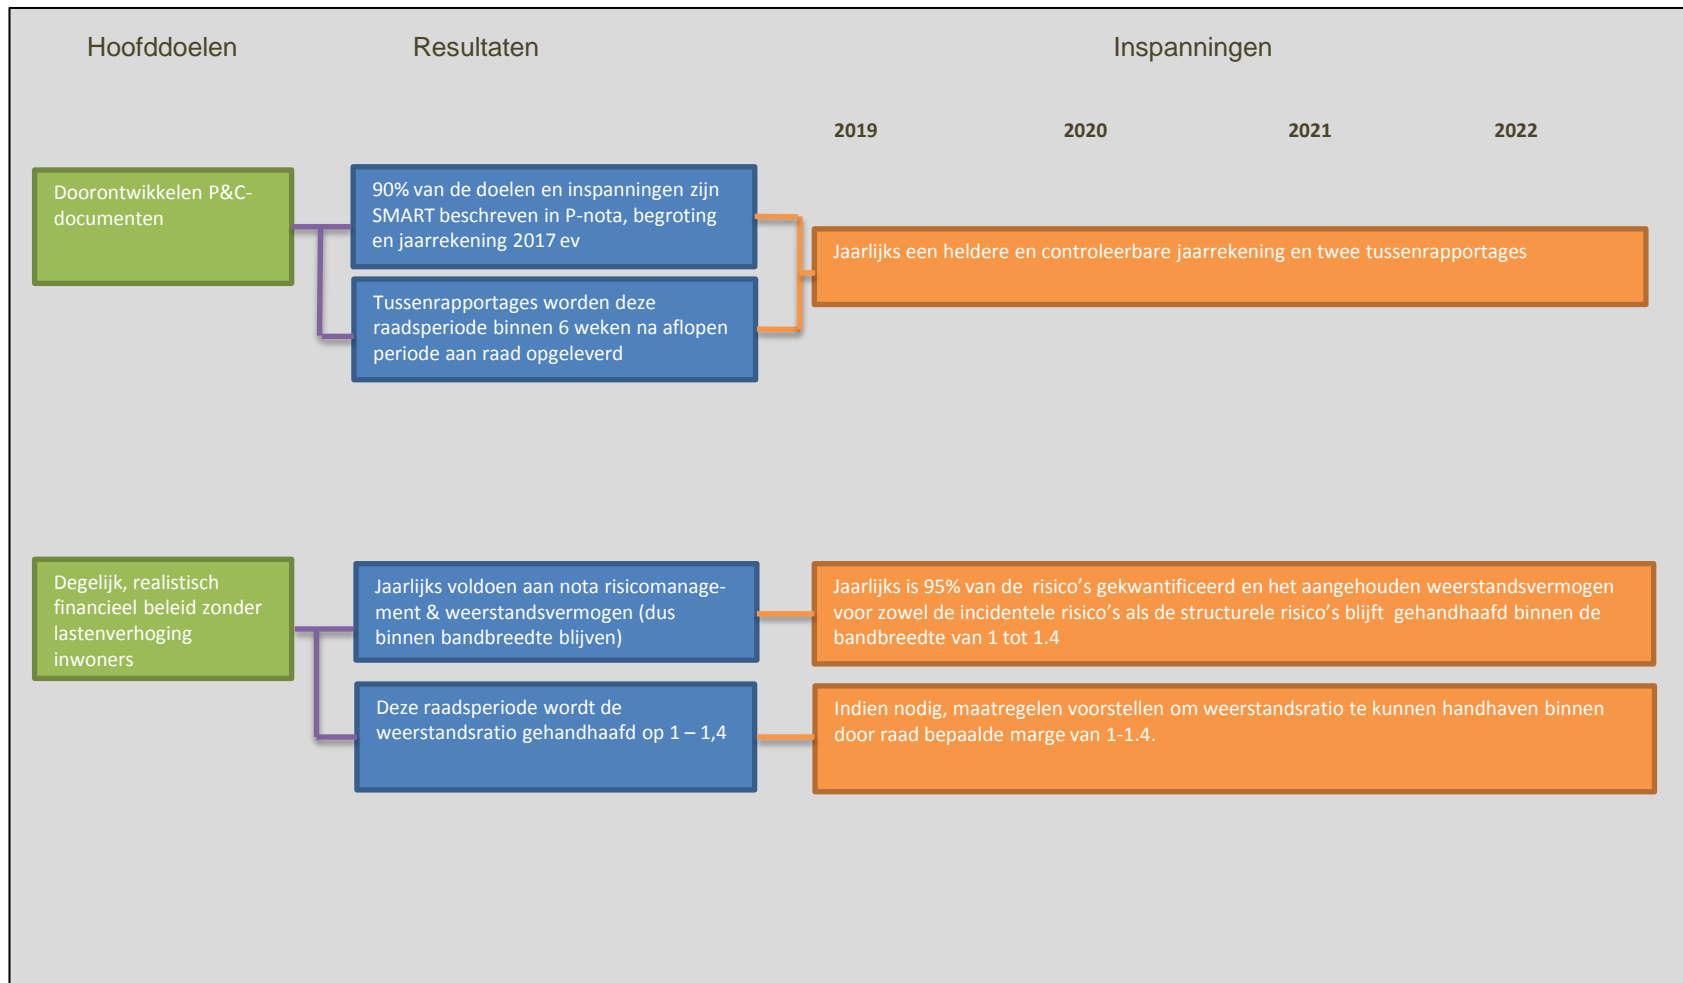 Hoofddoelen
Resultaten
Inspanningen
2019
2020
2021
2022
Doorontwikkelen P&C-
documenten
90% van de doelen en inspanningen zijn
SMART beschreven in P-nota, begroting
en jaarrekening 2017 ev
Tussenrapportages worden deze
raadsperiode binnen 6 weken na aflopen
periode aan raad opgeleverd
Jaarlijks een heldere en controleerbare jaarrekening en twee tussenrapportages
Degelijk, realistisch
financieel beleid zonder
lastenverhoging
inwoners
Jaarlijks voldoen aan nota risicomanage-
ment & weerstandsvermogen (dus
binnen bandbreedte blijven)
Jaarlijks is 95% van de risico’s gekwantificeerd en het aangehouden weerstandsvermogen
voor zowel de incidentele risico’s als de structurele risico’s blijft gehandhaafd binnen de
bandbreedte van 1 tot 1.4
Deze raadsperiode wordt de
weerstandsratio gehandhaafd op 1 – 1,4
Indien nodig, maatregelen voorstellen om weerstandsratio te kunnen handhaven binnen
door raad bepaalde marge van 1-1.4.